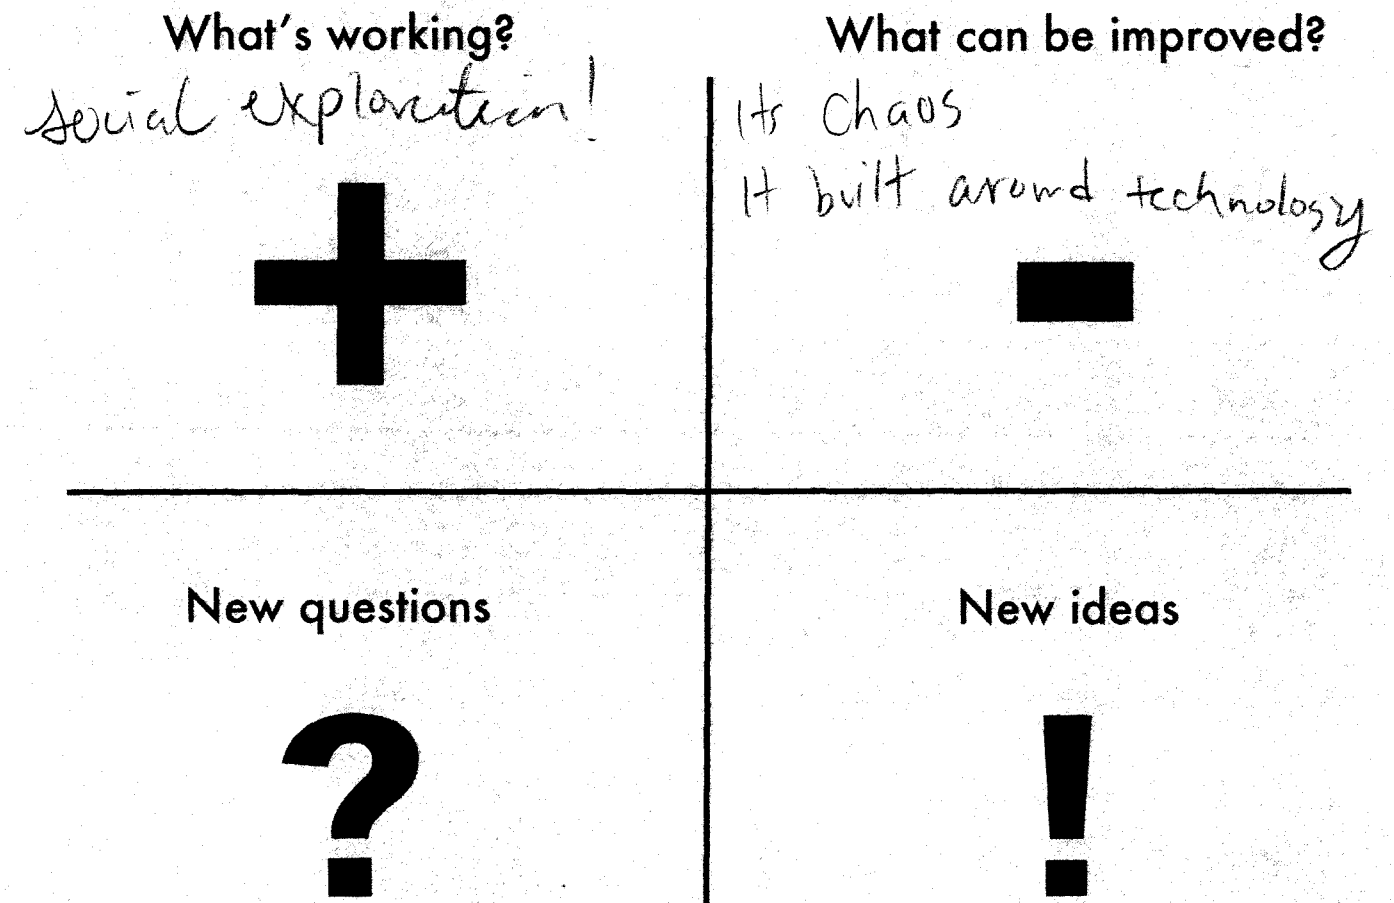 What's working?
social exploration!
+
What can be improved?
Its Chaos
It built around technology
-
New questions
?
New ideas
!